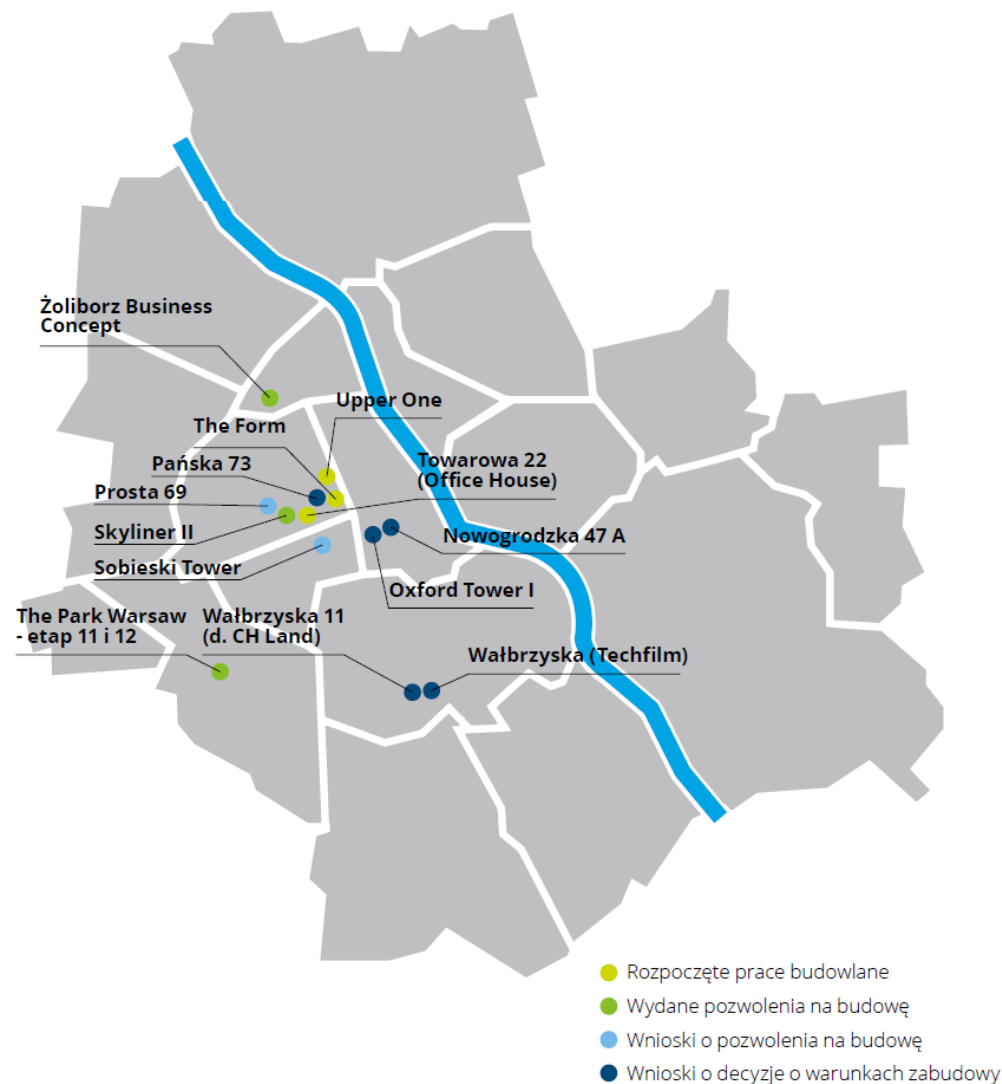 Żoliborz Business
Concept
Upper One
The Form
Pańska 73
Towarowa 22
(Office House)
Prosta 69
Skyliner II
Nowogrodzka 47 A
Sobieski Tower
Oxford Tower I
The Park Warsaw
- etap 11 i 12
Wałbrzyska 11
(d. CH Land)
Wałbrzyska (Techfilm)
Rozpoczęte prace budowlane
Wydane pozwolenia na budowę
Wnioski o pozwolenia na budowę
Wnioski o decyzje o warunkach zabudowy